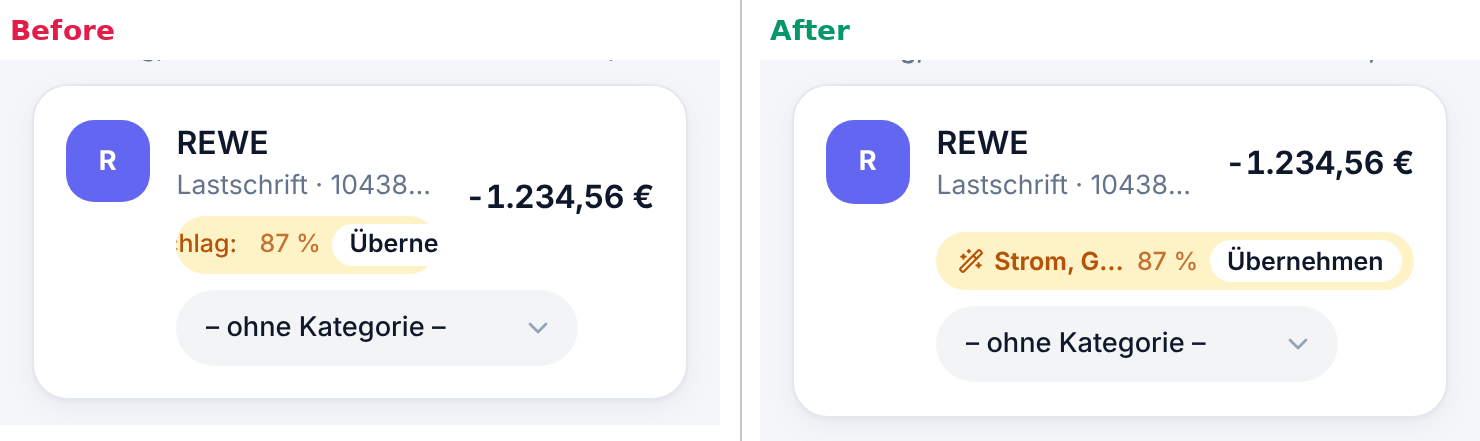 Before
R
REWE
Lastschrift · 10438...
-1.234,56 €
hlag: 87 % Überne
– ohne Kategorie –
After
R
REWE
Lastschrift · 10438...
-1.234,56 €
Strom, G... 87 % Übernehmen
– ohne Kategorie –